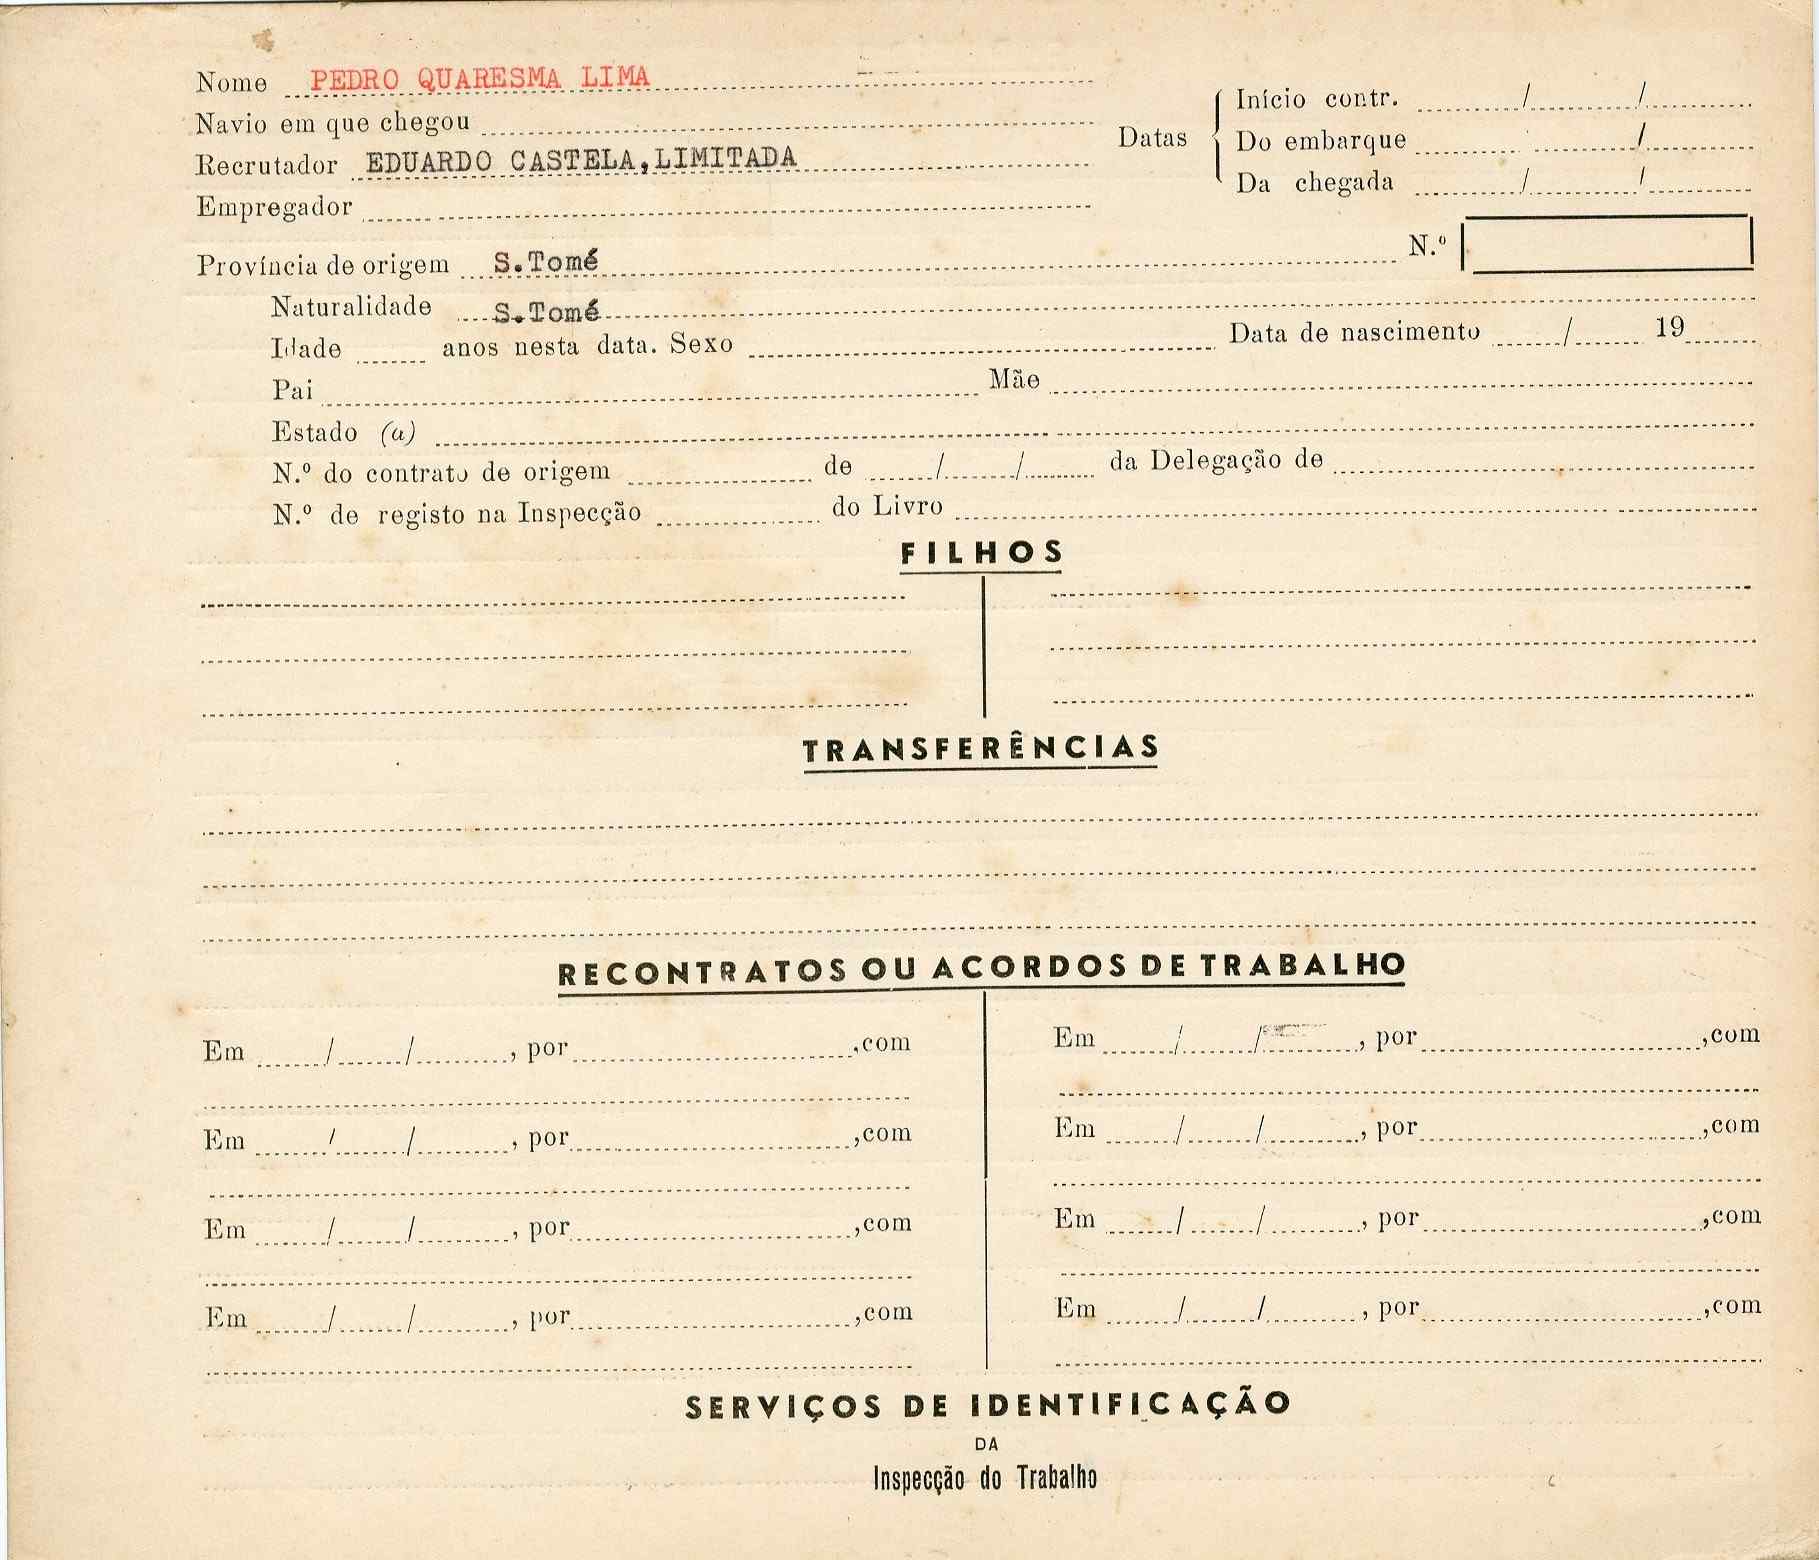 Nome PEDRO QUARESMA LIMA
Navio em que chegou
Recrutador EDUARDO CASTELA,LIMITADA
Empregador
Datas
Início contr. / /
Do embarque /
Da chegada / /
N.º
Província de origem S.Tomé
Naturalidade S.Tomé
Idade anos nesta data. Sexo Data de nascimento / 19
Pai Mãe
Estado (a)
N.º do contrato de origem de / / da Delegação de
N.º de registo na Inspecção do Livro
FILHOS
TRANSFERÊNCIAS
RECONTRATOS OU ACORDOS DE TRABALHO
Em / / , por ,com
Em / / , por ,com
Em / / , por ,com
Em / / , por ,com
Em / / , por ,com
Em / / , por ,com
Em / / , por ,com
Em / / , por ,com
SERVIÇOS DE IDENTIFICAÇÃO
DA
Inspecção do Trabalho